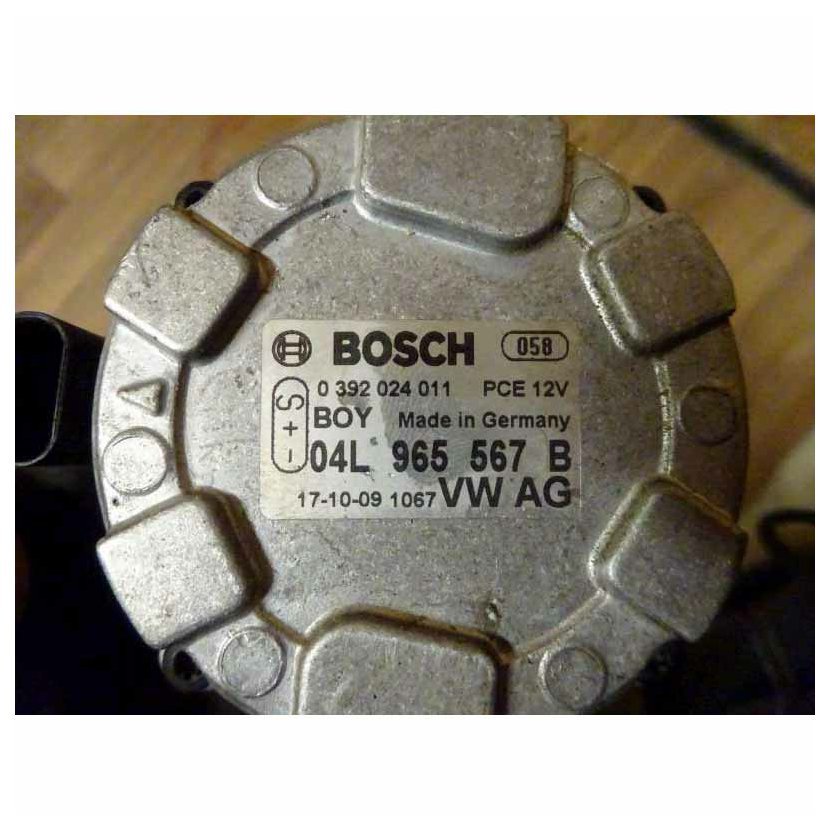 BOSCH 058
0 392 024 011 PCE 12V
S + -
BOY Made in Germany
04L 965 567 B
17-10-09 1067 VW AG